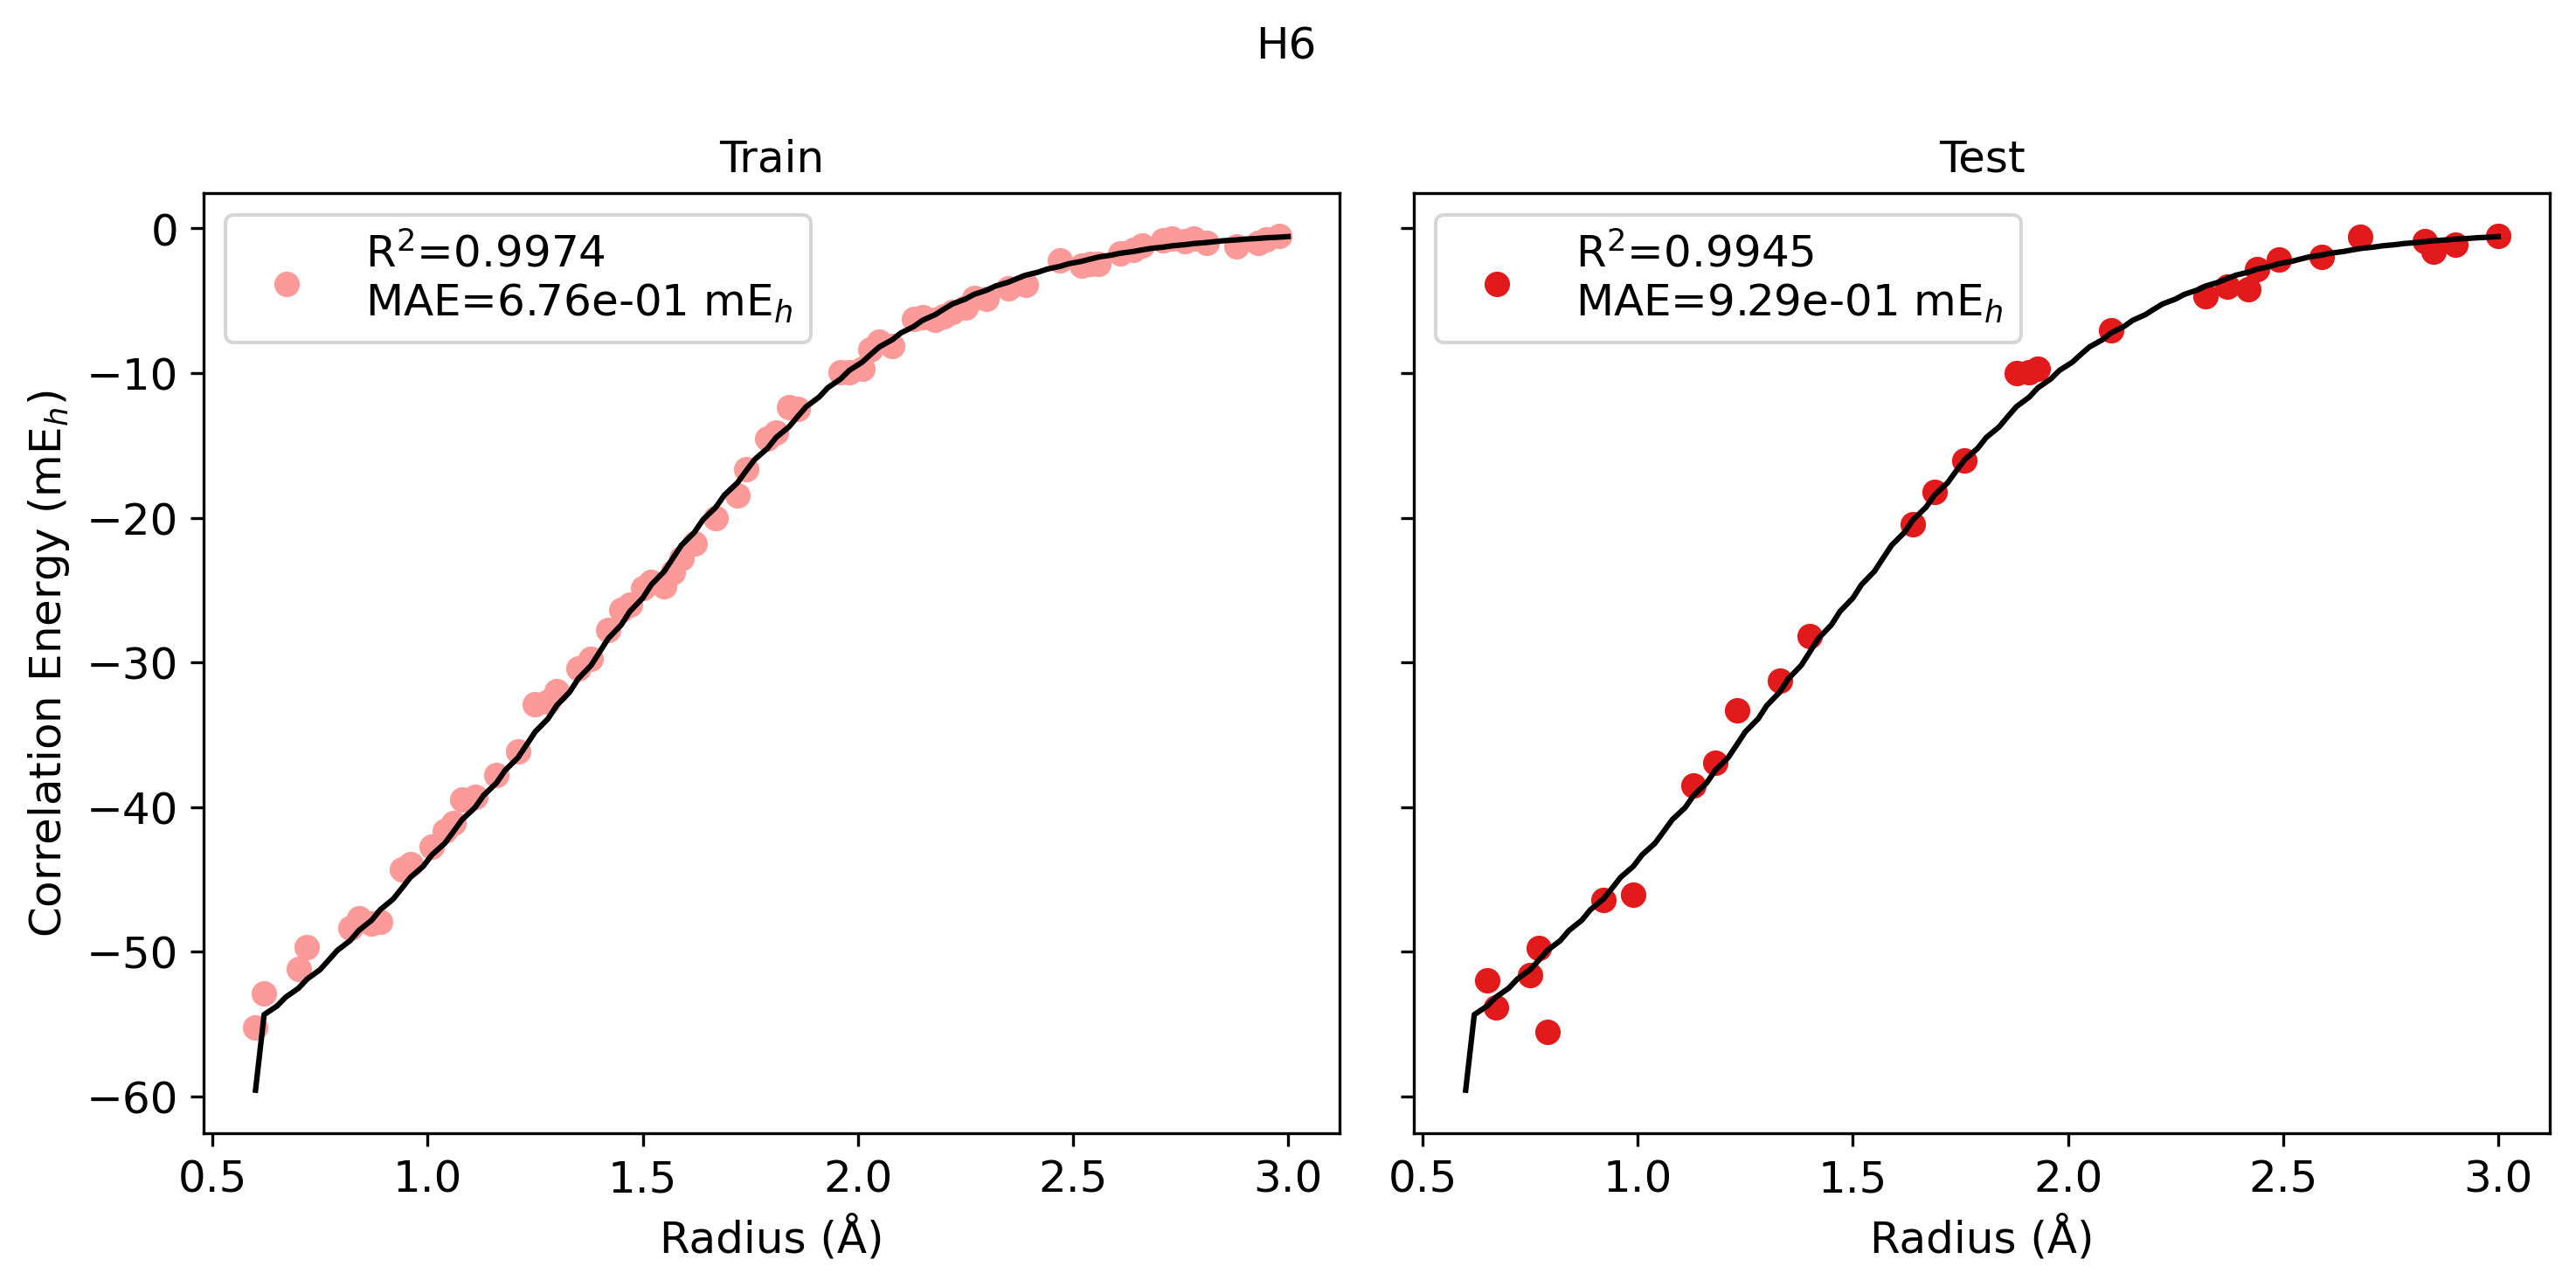 H6
Train
Test
R²=0.9974
MAE=6.76e-01 mEₕ
R²=0.9945
MAE=9.29e-01 mEₕ
Correlation Energy (mEₕ)
0
−10
−20
−30
−40
−50
−60
0.5 1.0 1.5 2.0 2.5 3.0
0.5 1.0 1.5 2.0 2.5 3.0
Radius (Å)
Radius (Å)